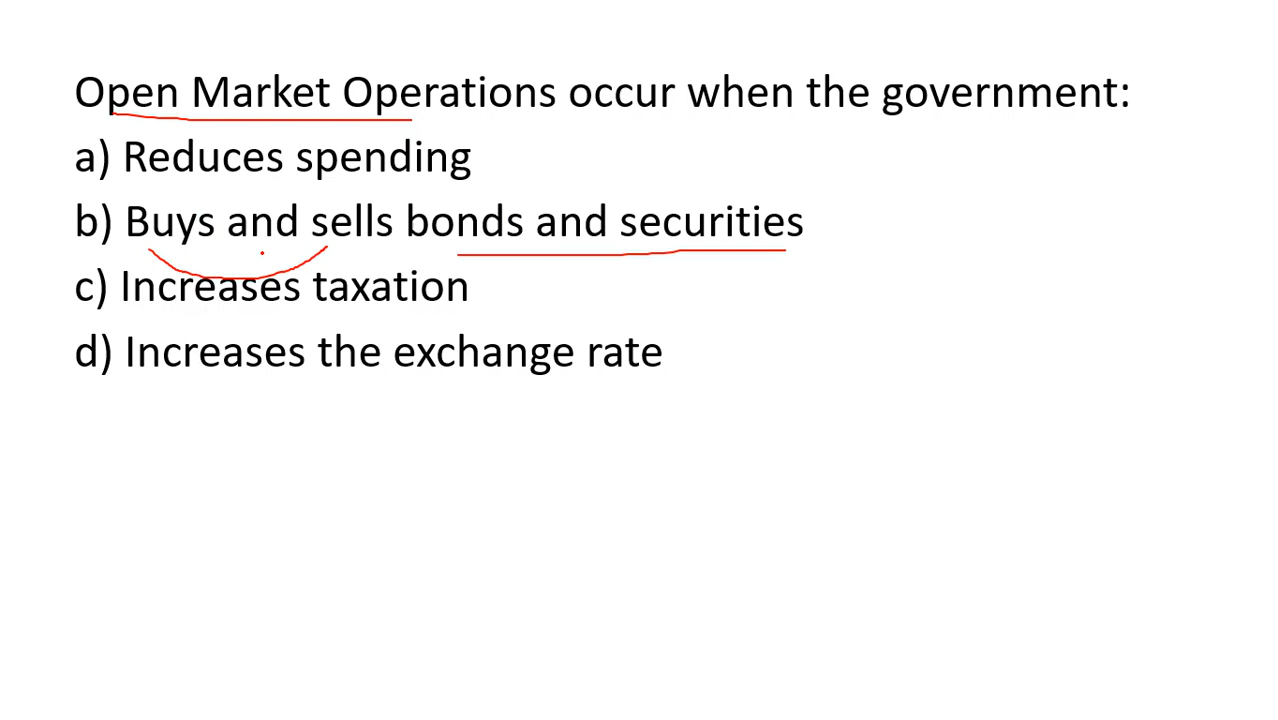 Open Market Operations occur when the government:
a) Reduces spending
b) Buys and sells bonds and securities
c) Increases taxation
d) Increases the exchange rate